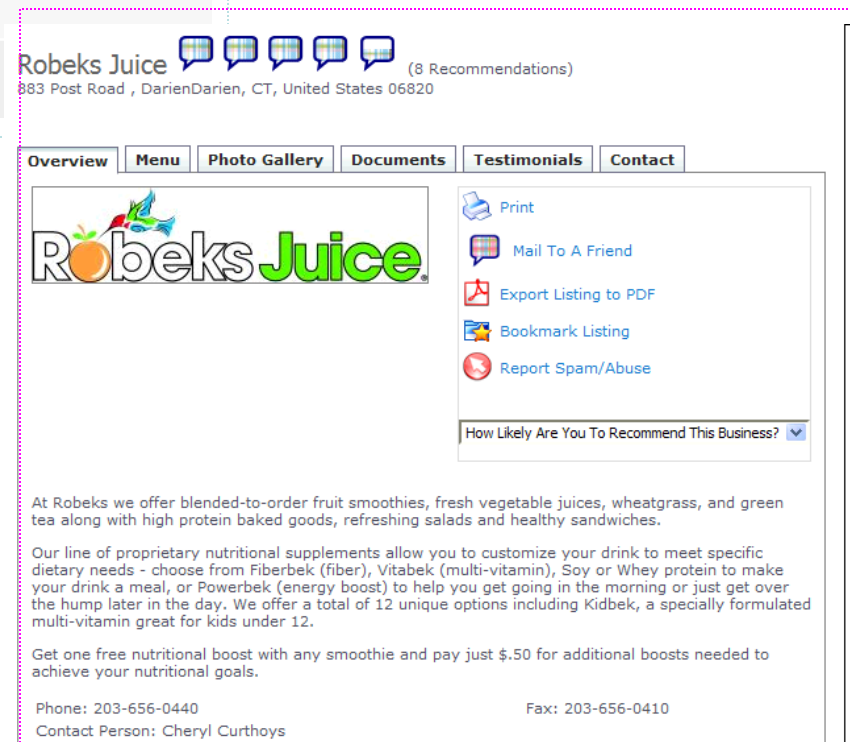 Robeks Juice (8 Recommendations)
883 Post Road , DarienDarien, CT, United States 06820
Overview Menu Photo Gallery Documents Testimonials Contact
Robeks Juice®
Print
Mail To A Friend
Export Listing to PDF
Bookmark Listing
Report Spam/Abuse
How Likely Are You To Recommend This Business?
At Robeks we offer blended-to-order fruit smoothies, fresh vegetable juices, wheatgrass, and green
tea along with high protein baked goods, refreshing salads and healthy sandwiches.
Our line of proprietary nutritional supplements allow you to customize your drink to meet specific
dietary needs - choose from Fiberbek (fiber), Vitabek (multi-vitamin), Soy or Whey protein to make
your drink a meal, or Powerbek (energy boost) to help you get going in the morning or just get over
the hump later in the day. We offer a total of 12 unique options including Kidbek, a specially formulated
multi-vitamin great for kids under 12.
Get one free nutritional boost with any smoothie and pay just $.50 for additional boosts needed to
achieve your nutritional goals.
Phone: 203-656-0440 Fax: 203-656-0410
Contact Person: Cheryl Curthoys